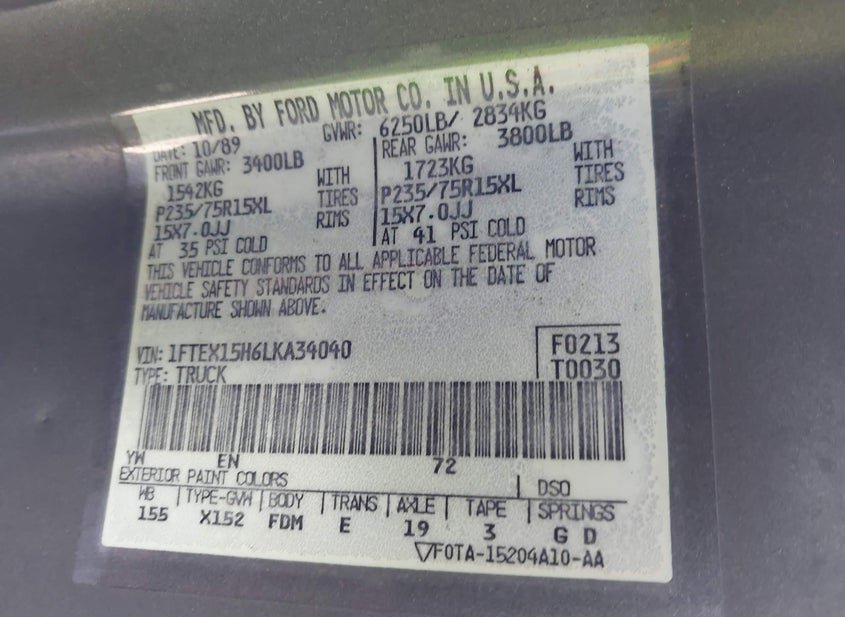 MFD. BY FORD MOTOR CO. IN U.S.A.
DATE: 10/89 GVWR: 6250LB/ 2834KG
FRONT GAWR: 3400LB REAR GAWR: 3800LB
1542KG WITH 1723KG WITH
P235/75R15XL TIRES P235/75R15XL TIRES
15X7.0JJ RIMS 15X7.0JJ RIMS
AT 35 PSI COLD AT 41 PSI COLD
THIS VEHICLE CONFORMS TO ALL APPLICABLE FEDERAL MOTOR
VEHICLE SAFETY STANDARDS IN EFFECT ON THE DATE OF
MANUFACTURE SHOWN ABOVE.
VIN: 1FTEX15H6LKA34040 F0213
TYPE: TRUCK T0030
YW EN 72
EXTERIOR PAINT COLORS DSO
WB TYPE-GVW BODY TRANS AXLE TAPE SPRINGS
155 X152 FDM E 19 3 G D
▽F0TA-15204A10-AA